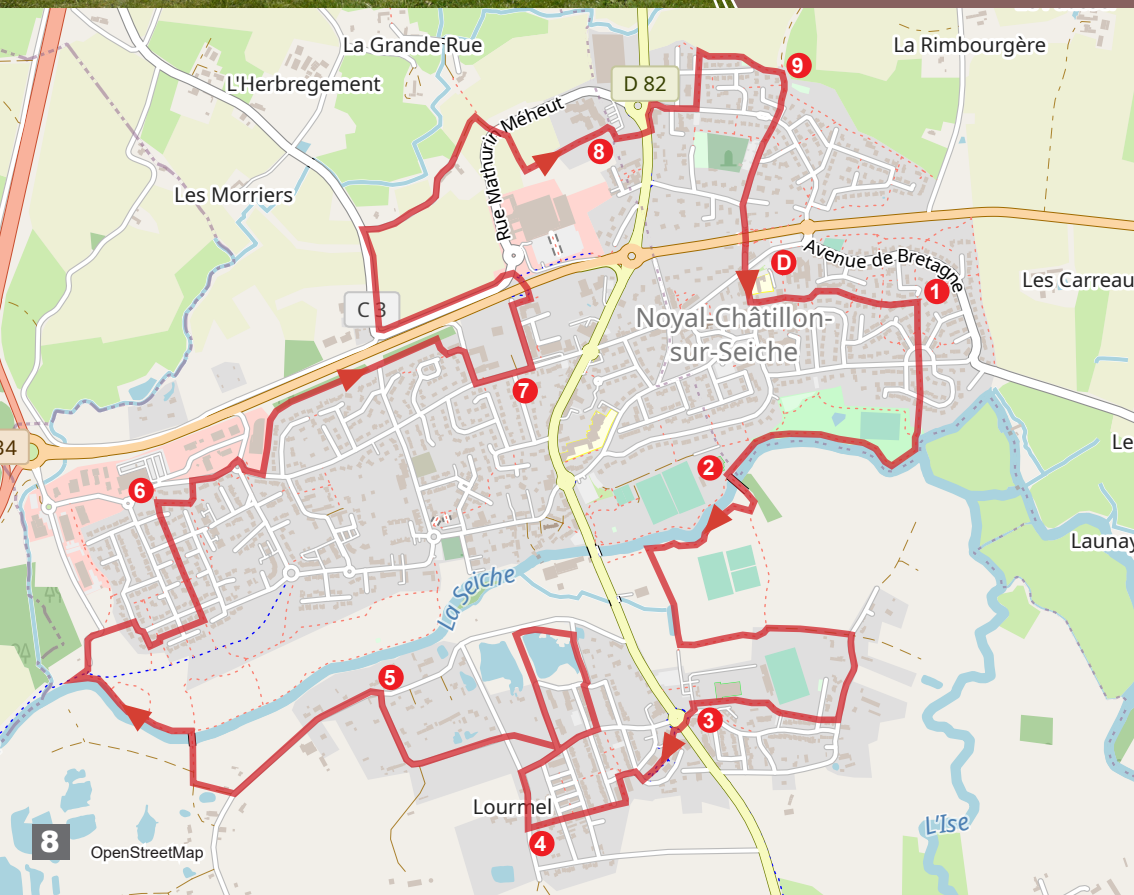 La Grande Rue
La Rimbourgère
L'Herbregement
D 82
9
Rue Mathurin Méheut
8
Les Morriers
D
Avenue de Bretagne
Les Carreau
1
C 3
Noyal-Châtillon-
sur-Seiche
7
34
Le
2
6
Launay
La Seiche
5
3
Lourmel
4
L'Ise
8
OpenStreetMap